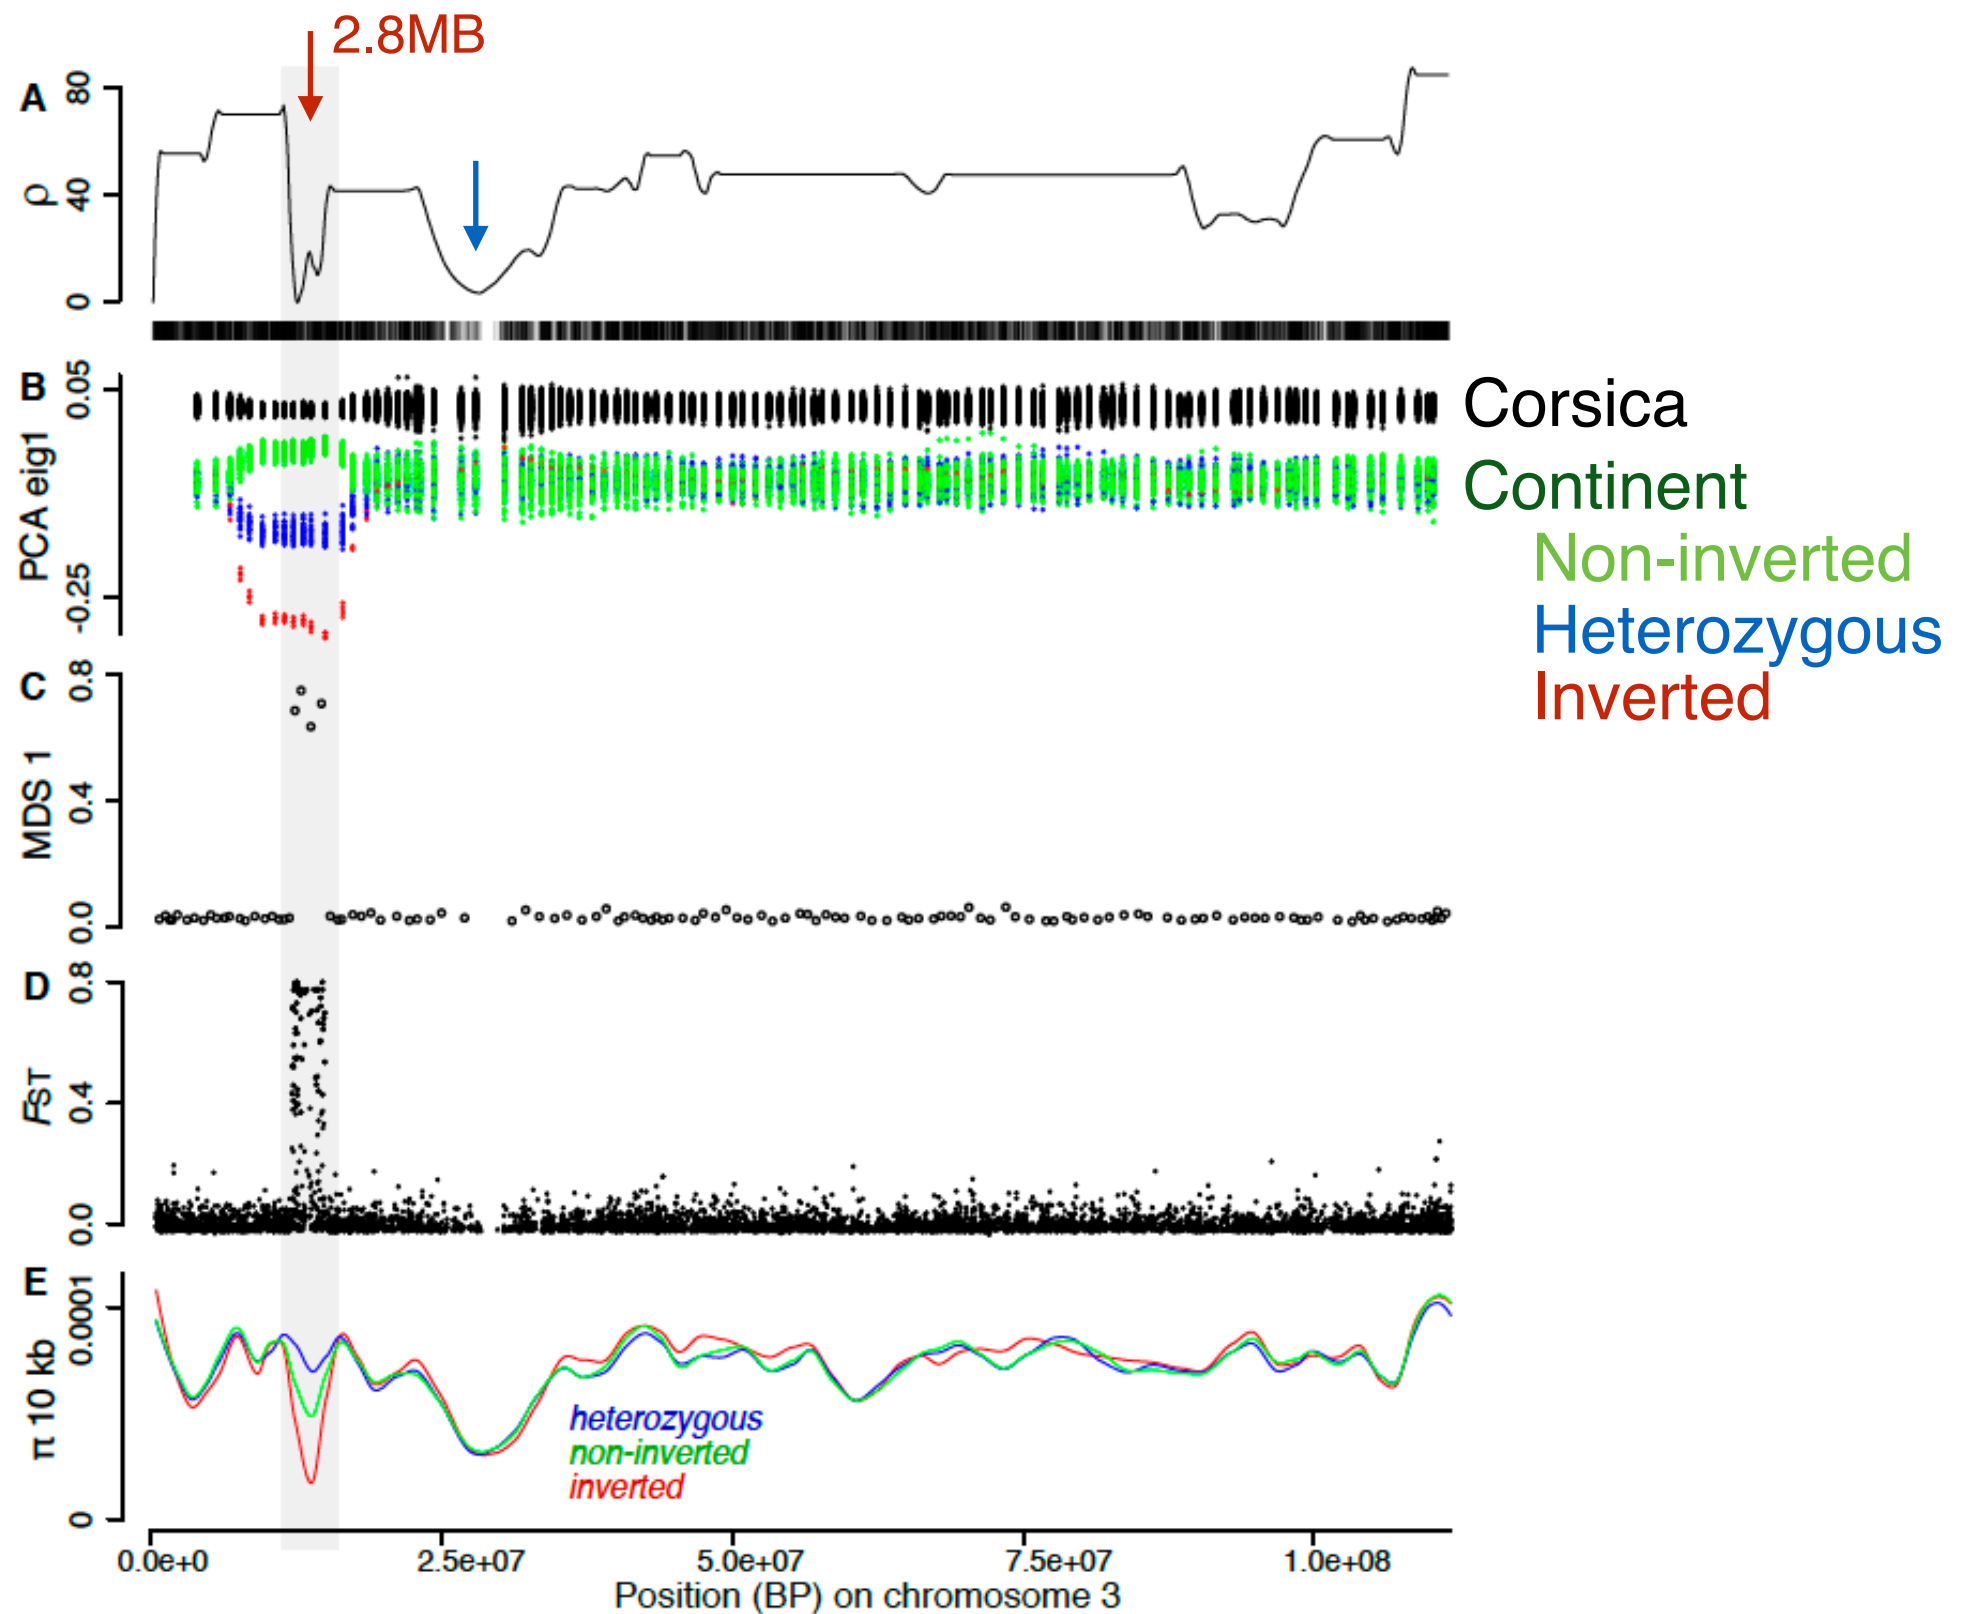 2.8MB
A
80
40
0
ρ
B
0.05
-0.25
PCA eig1
Corsica
Continent
Non-inverted
Heterozygous
Inverted
C
0.8
0.4
0.0
MDS 1
D
0.8
0.4
0.0
FST
E
0.0001
0
π 10 kb
heterozygous
non-inverted
inverted
0.0e+0 2.5e+07 5.0e+07 7.5e+07 1.0e+08
Position (BP) on chromosome 3